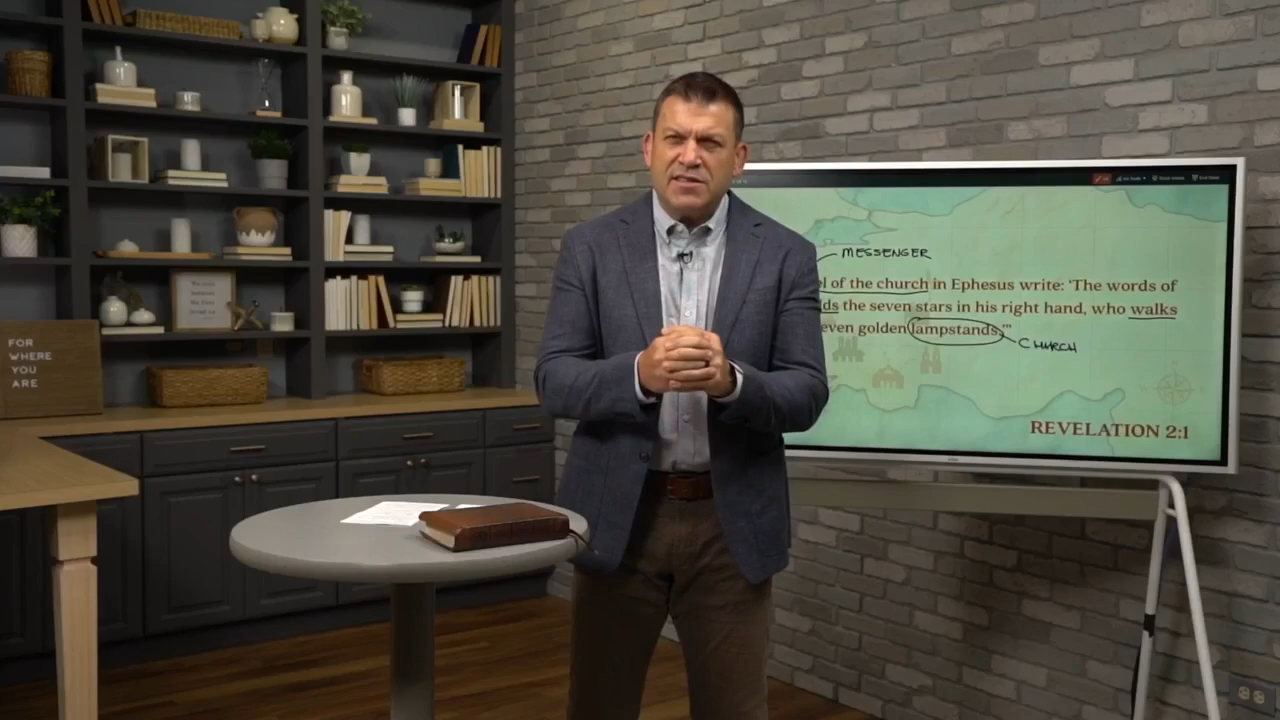 MESSENGER
el of the church in Ephesus write: ‘The words of
ds the seven stars in his right hand, who walks
even golden lampstands.’”
CHURCH
REVELATION 2:1
FOR
WHERE
YOU
ARE